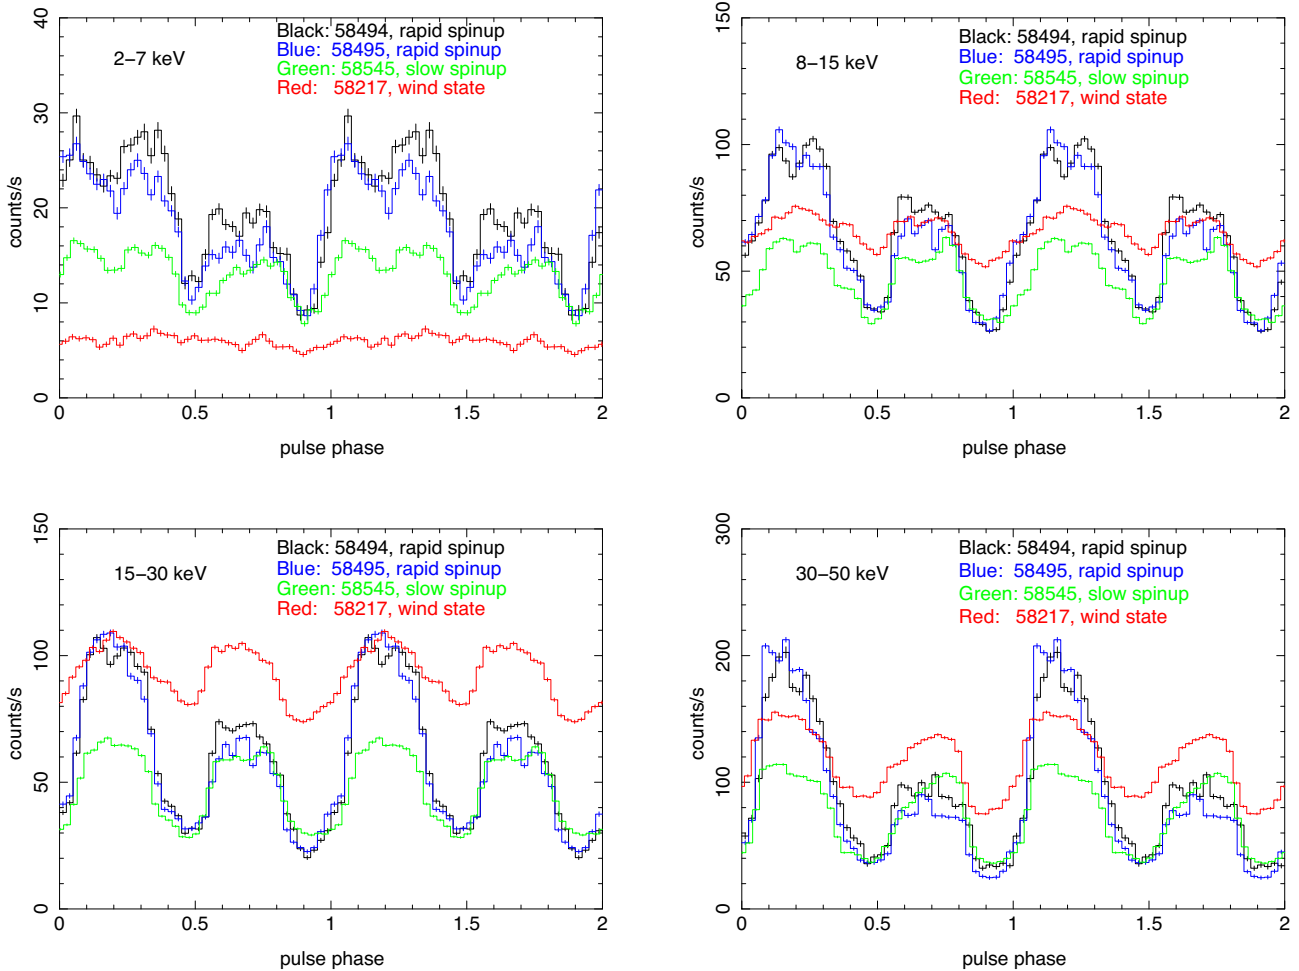 40
30
20
10
0
counts/s
2−7 keV
Black: 58494, rapid spinup
Blue: 58495, rapid spinup
Green: 58545, slow spinup
Red: 58217, wind state
0
0.5
1
1.5
2
pulse phase
150
100
50
0
counts/s
8−15 keV
Black: 58494, rapid spinup
Blue: 58495, rapid spinup
Green: 58545, slow spinup
Red: 58217, wind state
0
0.5
1
1.5
2
pulse phase
150
100
50
0
counts/s
15−30 keV
Black: 58494, rapid spinup
Blue: 58495, rapid spinup
Green: 58545, slow spinup
Red: 58217, wind state
0
0.5
1
1.5
2
pulse phase
300
200
100
0
counts/s
30−50 keV
Black: 58494, rapid spinup
Blue: 58495, rapid spinup
Green: 58545, slow spinup
Red: 58217, wind state
0
0.5
1
1.5
2
pulse phase